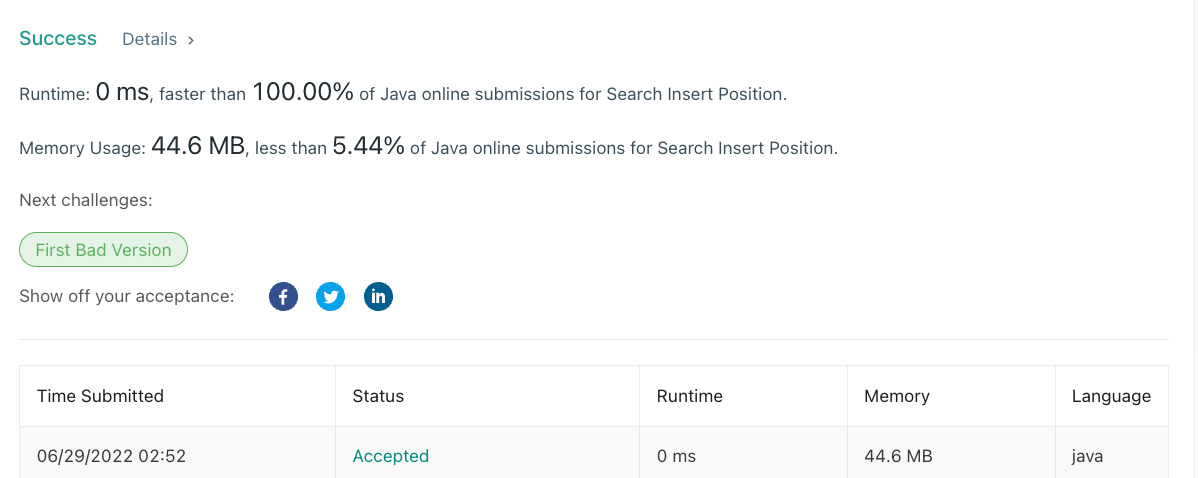 Success Details >
Runtime: 0 ms, faster than 100.00% of Java online submissions for Search Insert Position.
Memory Usage: 44.6 MB, less than 5.44% of Java online submissions for Search Insert Position.
Next challenges:
First Bad Version
Show off your acceptance: f in
Time Submitted Status Runtime Memory Language
06/29/2022 02:52 Accepted 0 ms 44.6 MB java